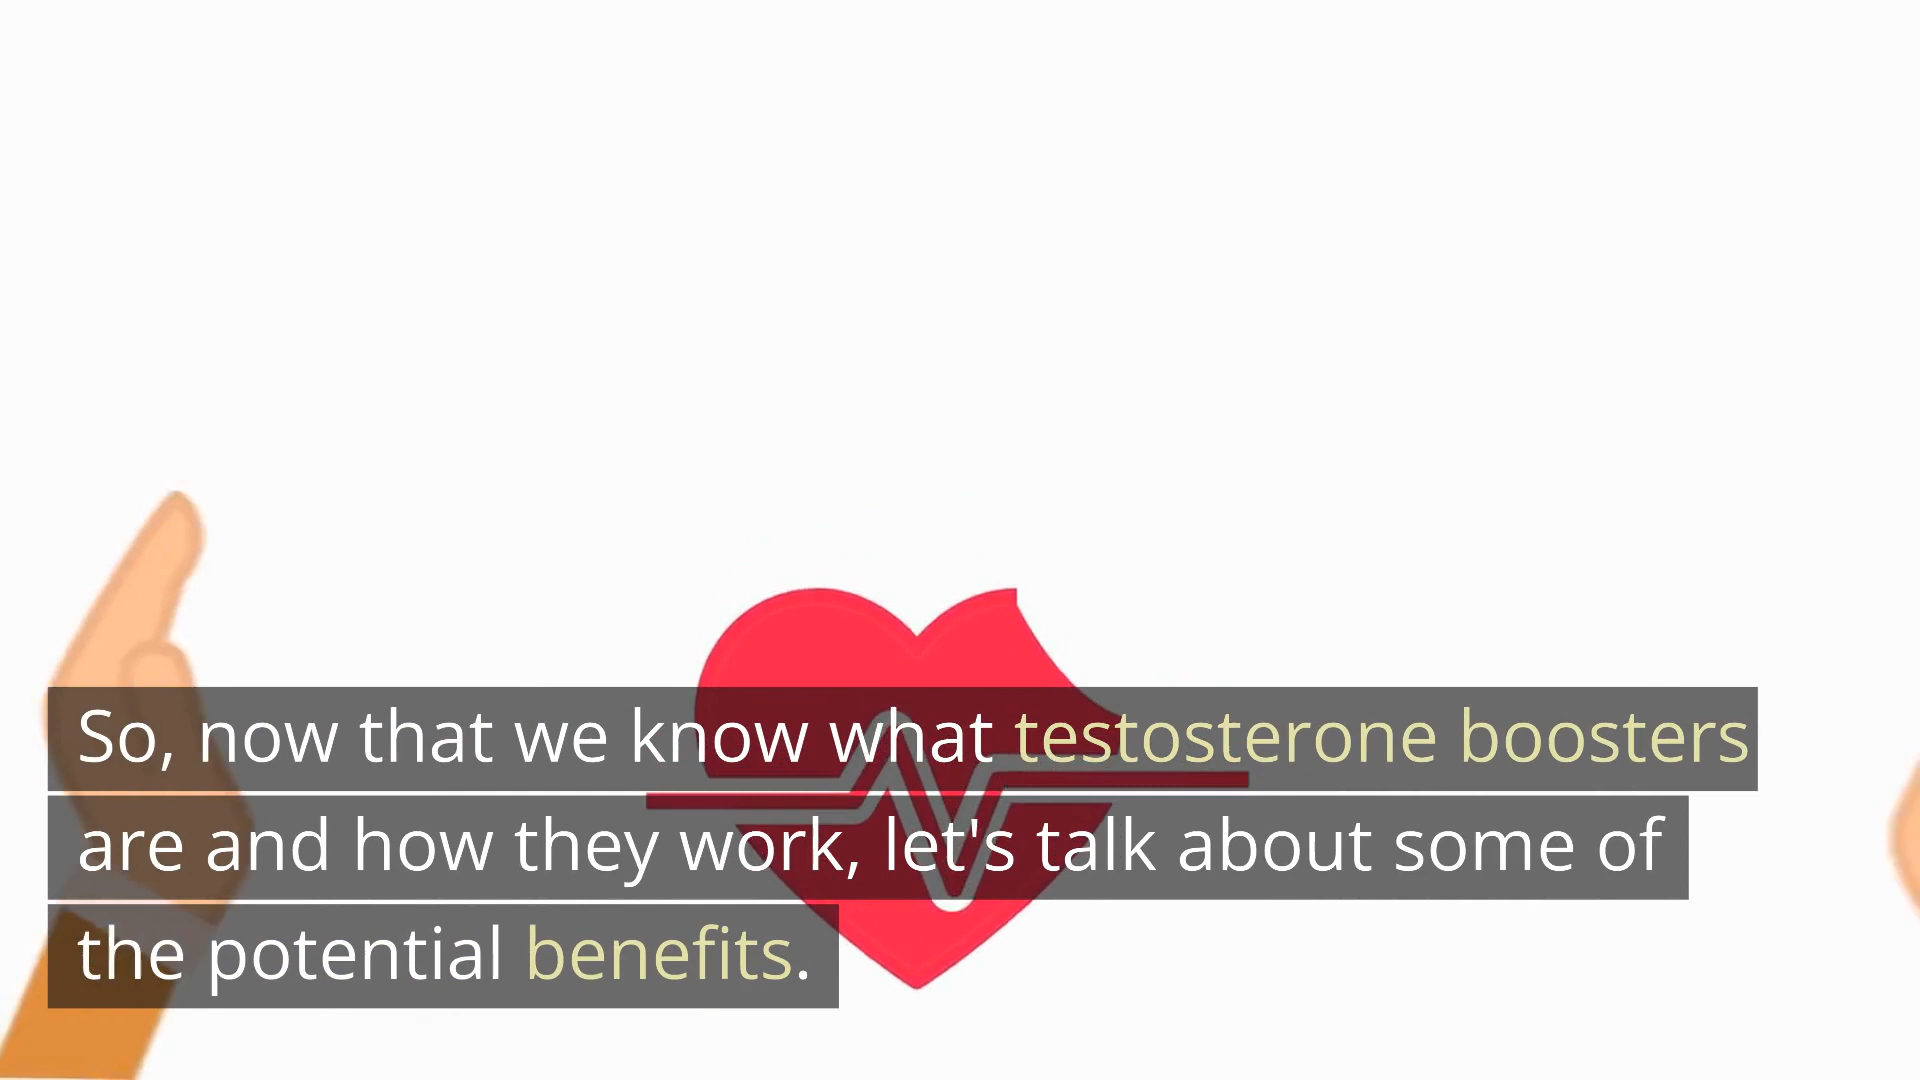 So, now that we know what testosterone boosters
are and how they work, let's talk about some of
the potential benefits.